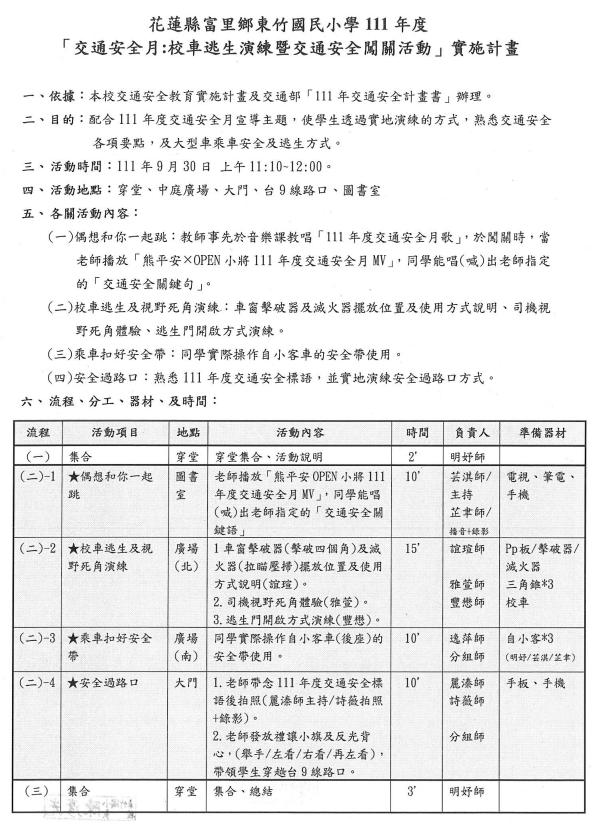 花蓮縣富里鄉東竹國民小學 111 年度
「交通安全月:校車逃生演練暨交通安全闖關活動」實施計畫
一、依據：本校交通安全教育實施計畫及交通部「111 年交通安全計畫書」辦理。
二、目的：配合 111 年度交通安全月宣導主題，使學生透過實地演練的方式，熟悉交通安全
各項要點，及大型車乘車安全及逃生方式。
三、活動時間：111 年 9 月 30 日 上午 11:10~12:00。
四、活動地點：穿堂、中庭廣場、大門、台 9 線路口、圖書室
五、各關活動內容：
(一)偶想和你一起跳：教師事先於音樂課教唱「111 年度交通安全月歌」，於闖關時，當
老師播放「熊平安×OPEN 小將 111 年度交通安全月 MV」，同學能唱(喊)出老師指定
的「交通安全關鍵句」。
(二)校車逃生及視野死角演練：車窗擊破器及滅火器擺放位置及使用方式說明、司機視
野死角體驗、逃生門開啟方式演練。
(三)乘車扣好安全帶：同學實際操作自小客車的安全帶使用。
(四)安全過路口：熟悉 111 年度交通安全標語，並實地演練安全過路口方式。
六、流程、分工、器材、及時間：
流程 活動項目 地點 活動內容 時間 負責人 準備器材
(一) 集合 穿堂 穿堂集合、活動說明 2' 明好師
(二)-1 ★偶想和你一起 圖書 老師播放「熊平安 OPEN 小將 111 10' 芸淇師/ 電視、筆電、
跳 室 年度交通安全月 MV」，同學能唱 主持 手機
(喊)出老師指定的「交通安全關 芷聿師/
鍵語」 播音+錄影
(二)-2 ★校車逃生及視 廣場 1 車窗擊破器(擊破四個角)及滅 15' 誼瑄師 Pp 板/擊破器/
野死角演練 (北) 火器(拉瞄壓掃)擺放位置及使用 滅火器
方式說明(誼瑄)。 雅萱師 三角錐*3
2.司機視野死角體驗(雅萱)。 豐懋師 校車
3.逃生門開啟方式演練(豐懋)。
(二)-3 ★乘車扣好安全 廣場 同學實際操作自小客車(後座)的 10' 逸萍師 自小客*3
帶 (南) 安全帶使用。 分組師 (明好/芸淇/芷聿)
(二)-4 ★安全過路口 大門 1.老師帶念 111 年度交通安全標 10' 麗溱師 手板、手機
語後拍照(麗溱師主持/詩薇拍照 詩薇師
+錄影)。
2.老師發放禮讓小旗及反光背 分組師
心，(舉手/左看/右看/再左看)，
帶領學生穿越台 9 線路口。
(三) 集合 穿堂 集合、總結 3' 明好師